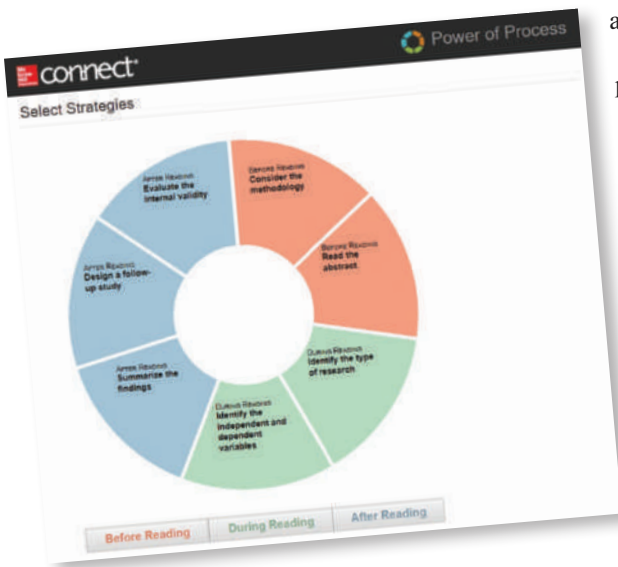 connect
Power of Process
Select Strategies
BEFORE READING
Consider the
methodology
BEFORE READING
Read the
abstract
DURING READING
Identify the type
of research
DURING READING
Identify the
independent and
dependent
variables
AFTER READING
Summarize the
findings
AFTER READING
Design a follow-
up study
AFTER READING
Evaluate the
internal validity
Before Reading
During Reading
After Reading